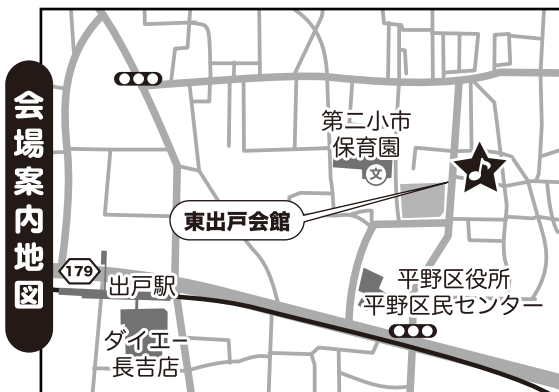 会場案内地図
第二小市
保育園
文
東出戸会館
179
出戸駅
平野区役所
平野区民センター
ダイエー
長吉店